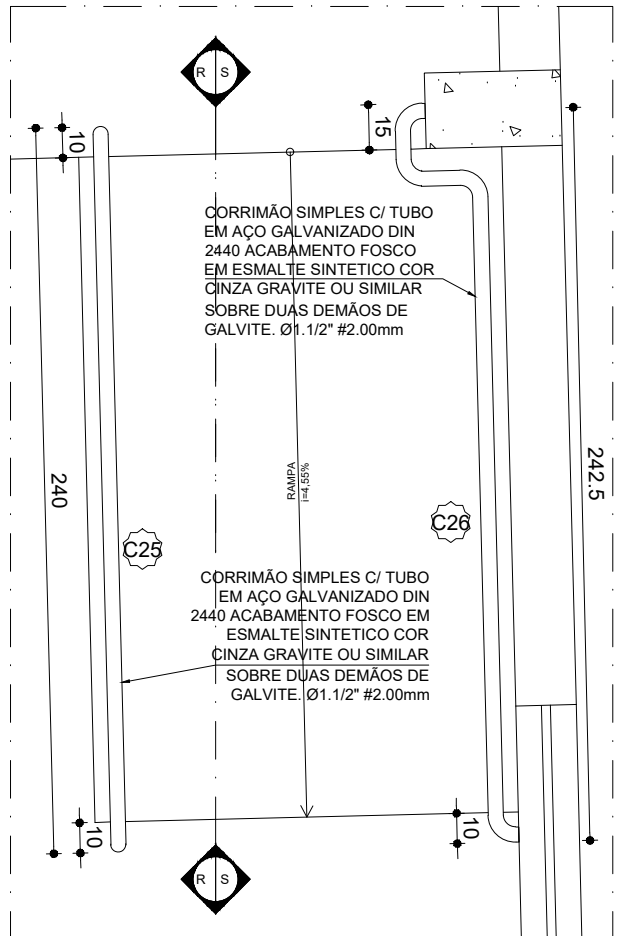 R S
10
15
CORRIMÃO SIMPLES C/ TUBO
EM AÇO GALVANIZADO DIN
2440 ACABAMENTO FOSCO
EM ESMALTE SINTETICO COR
CINZA GRAVITE OU SIMILAR
SOBRE DUAS DEMÃOS DE
GALVITE. Ø1.1/2" #2.00mm
240
RAMPA
i=4,55%
242.5
C25
C26
CORRIMÃO SIMPLES C/ TUBO
EM AÇO GALVANIZADO DIN
2440 ACABAMENTO FOSCO EM
ESMALTE SINTETICO COR
CINZA GRAVITE OU SIMILAR
SOBRE DUAS DEMÃOS DE
GALVITE. Ø1.1/2" #2.00mm
10
10
R S